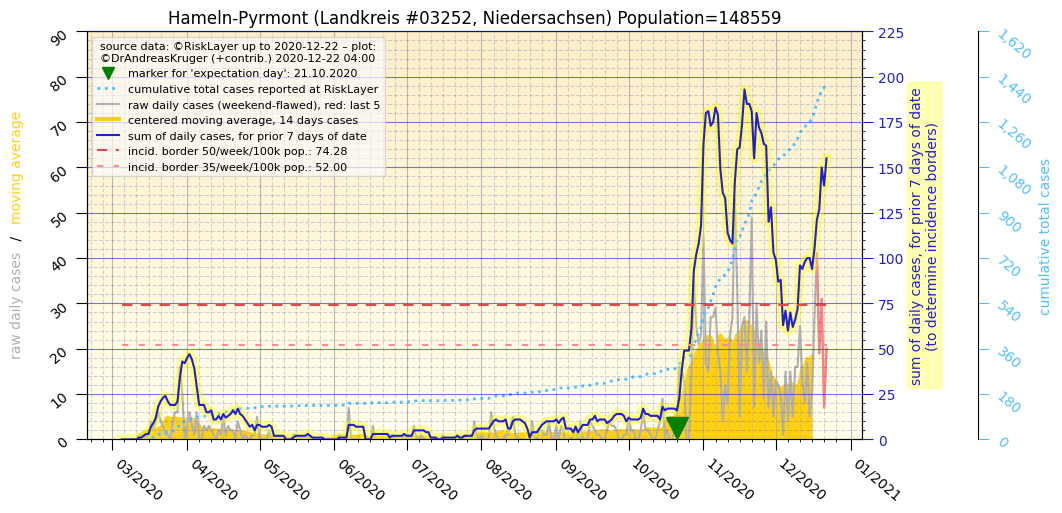 Hameln-Pyrmont (Landkreis #03252, Niedersachsen) Population=148559
source data: ©RiskLayer up to 2020-12-22 – plot:
©DrAndreasKruger (+contrib.) 2020-12-22 04:00
marker for 'expectation day': 21.10.2020
cumulative total cases reported at RiskLayer
raw daily cases (weekend-flawed), red: last 5
centered moving average, 14 days cases
sum of daily cases, for prior 7 days of date
incid. border 50/week/100k pop.: 74.28
incid. border 35/week/100k pop.: 52.00
raw daily cases / moving average
90
80
70
60
50
40
30
20
10
0
03/2020
04/2020
05/2020
06/2020
07/2020
08/2020
09/2020
10/2020
11/2020
12/2020
01/2021
225
200
175
150
125
100
75
50
25
0
sum of daily cases, for prior 7 days of date
(to determine incidence borders)
1,620
1,440
1,260
1,080
900
720
540
360
180
0
cumulative total cases